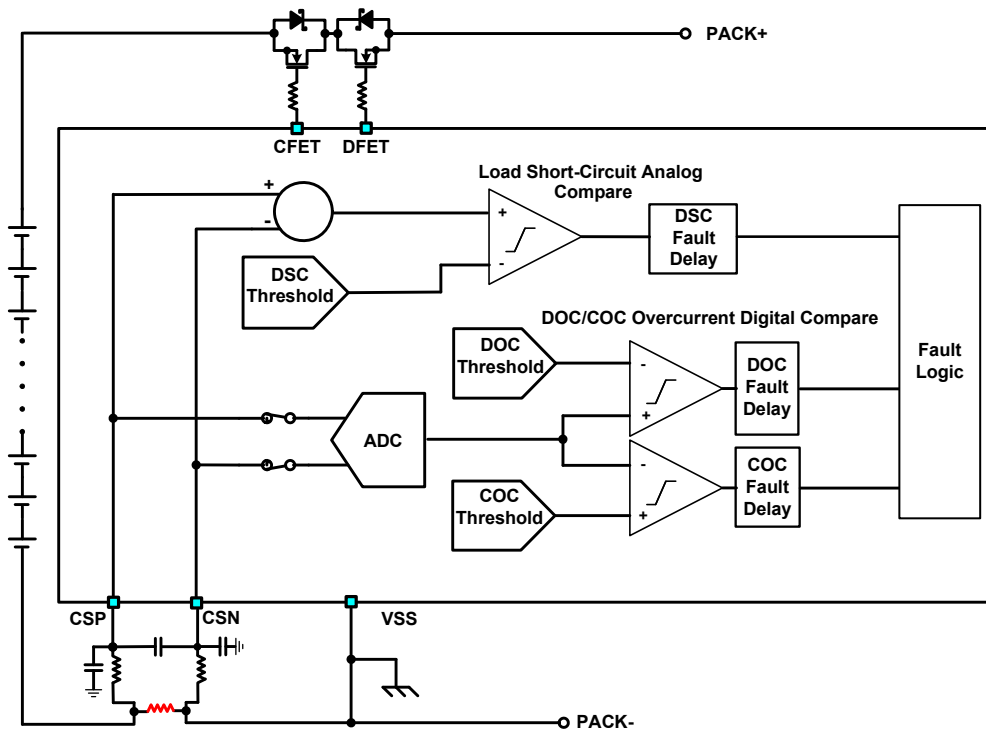 PACK+
CFET
DFET
Load Short-Circuit Analog
Compare
+
-
+
-
DSC
Threshold
DSC
Fault
Delay
DOC/COC Overcurrent Digital Compare
DOC
Threshold
-
+
DOC
Fault
Delay
Fault
Logic
ADC
COC
Threshold
-
+
COC
Fault
Delay
CSP
CSN
VSS
PACK-